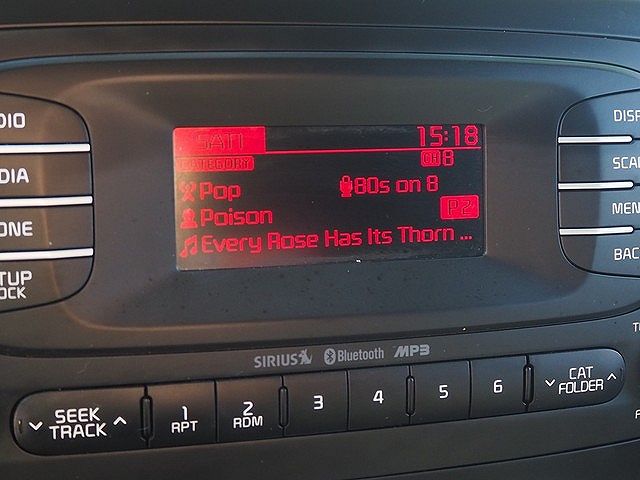 SAT1 15:18
CATEGORY CH 8
Pop 80s on 8
Poison P2
Every Rose Has Its Thorn ...
DIO
DIA
ONE
TUP
OCK
DISP
SCA
MEN
BAC
SIRIUS Bluetooth MP3
SEEK
TRACK
1
RPT
2
RDM
3
4
5
6
CAT
FOLDER